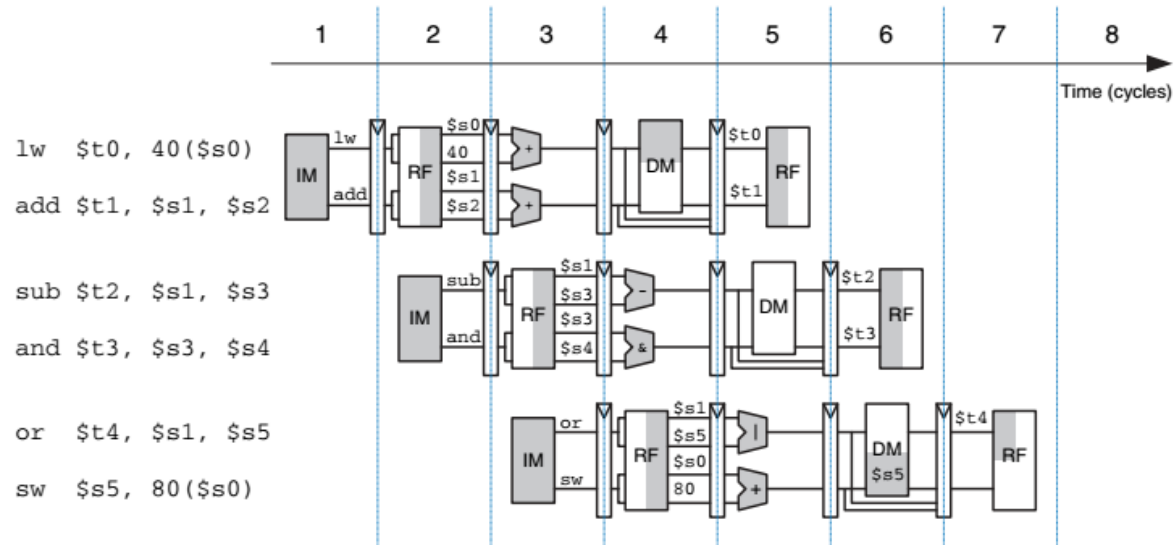 1 2 3 4 5 6 7 8
Time (cycles)
lw $t0, 40($s0)
add $t1, $s1, $s2
IM
lw
add
RF
$s0
40
$s1
$s2
+
+
DM
$t0
$t1
RF
sub $t2, $s1, $s3
and $t3, $s3, $s4
IM
sub
and
RF
$s1
$s3
$s3
$s4
-
&
DM
$t2
$t3
RF
or $t4, $s1, $s5
sw $s5, 80($s0)
IM
or
sw
RF
$s1
$s5
$s0
80
|
+
DM
$s5
$t4
RF